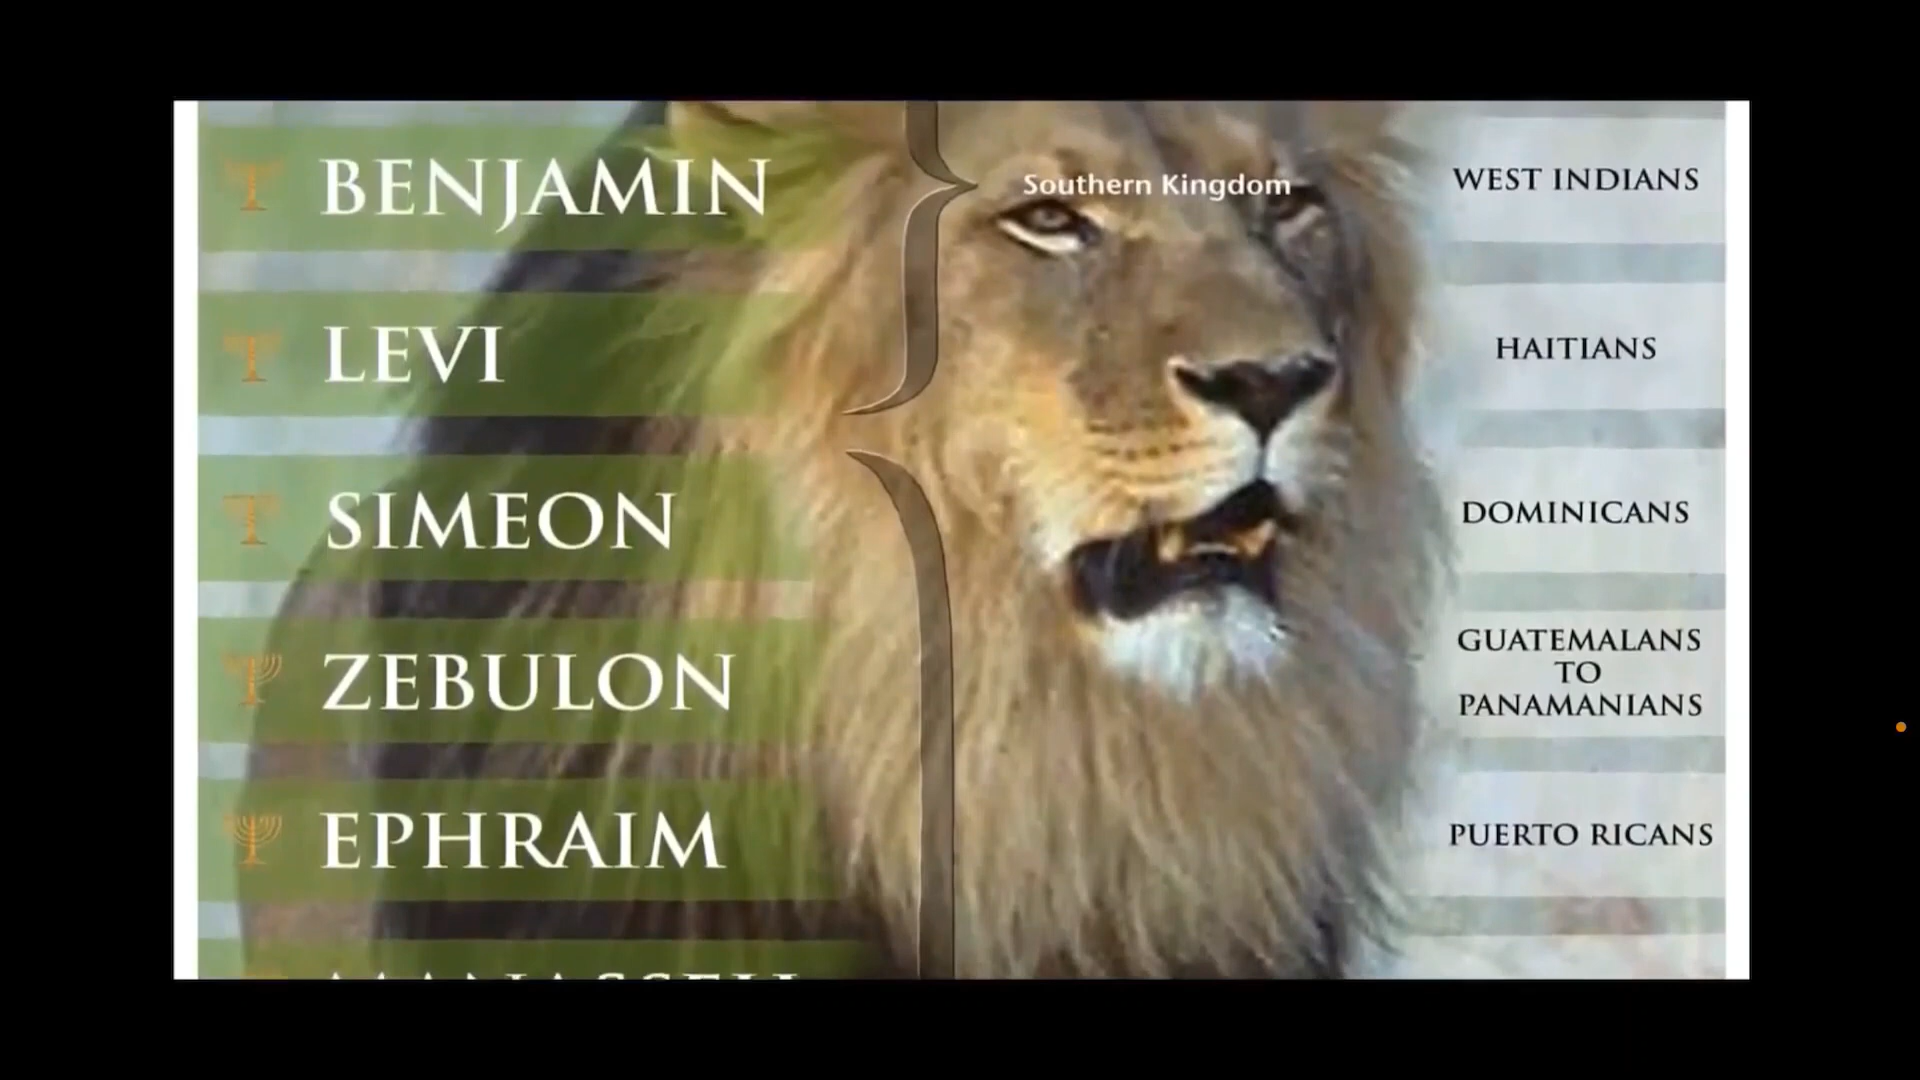 BENJAMIN
Southern Kingdom
WEST INDIANS
LEVI
HAITIANS
SIMEON
DOMINICANS
ZEBULON
GUATEMALANS
TO
PANAMANIANS
EPHRAIM
PUERTO RICANS